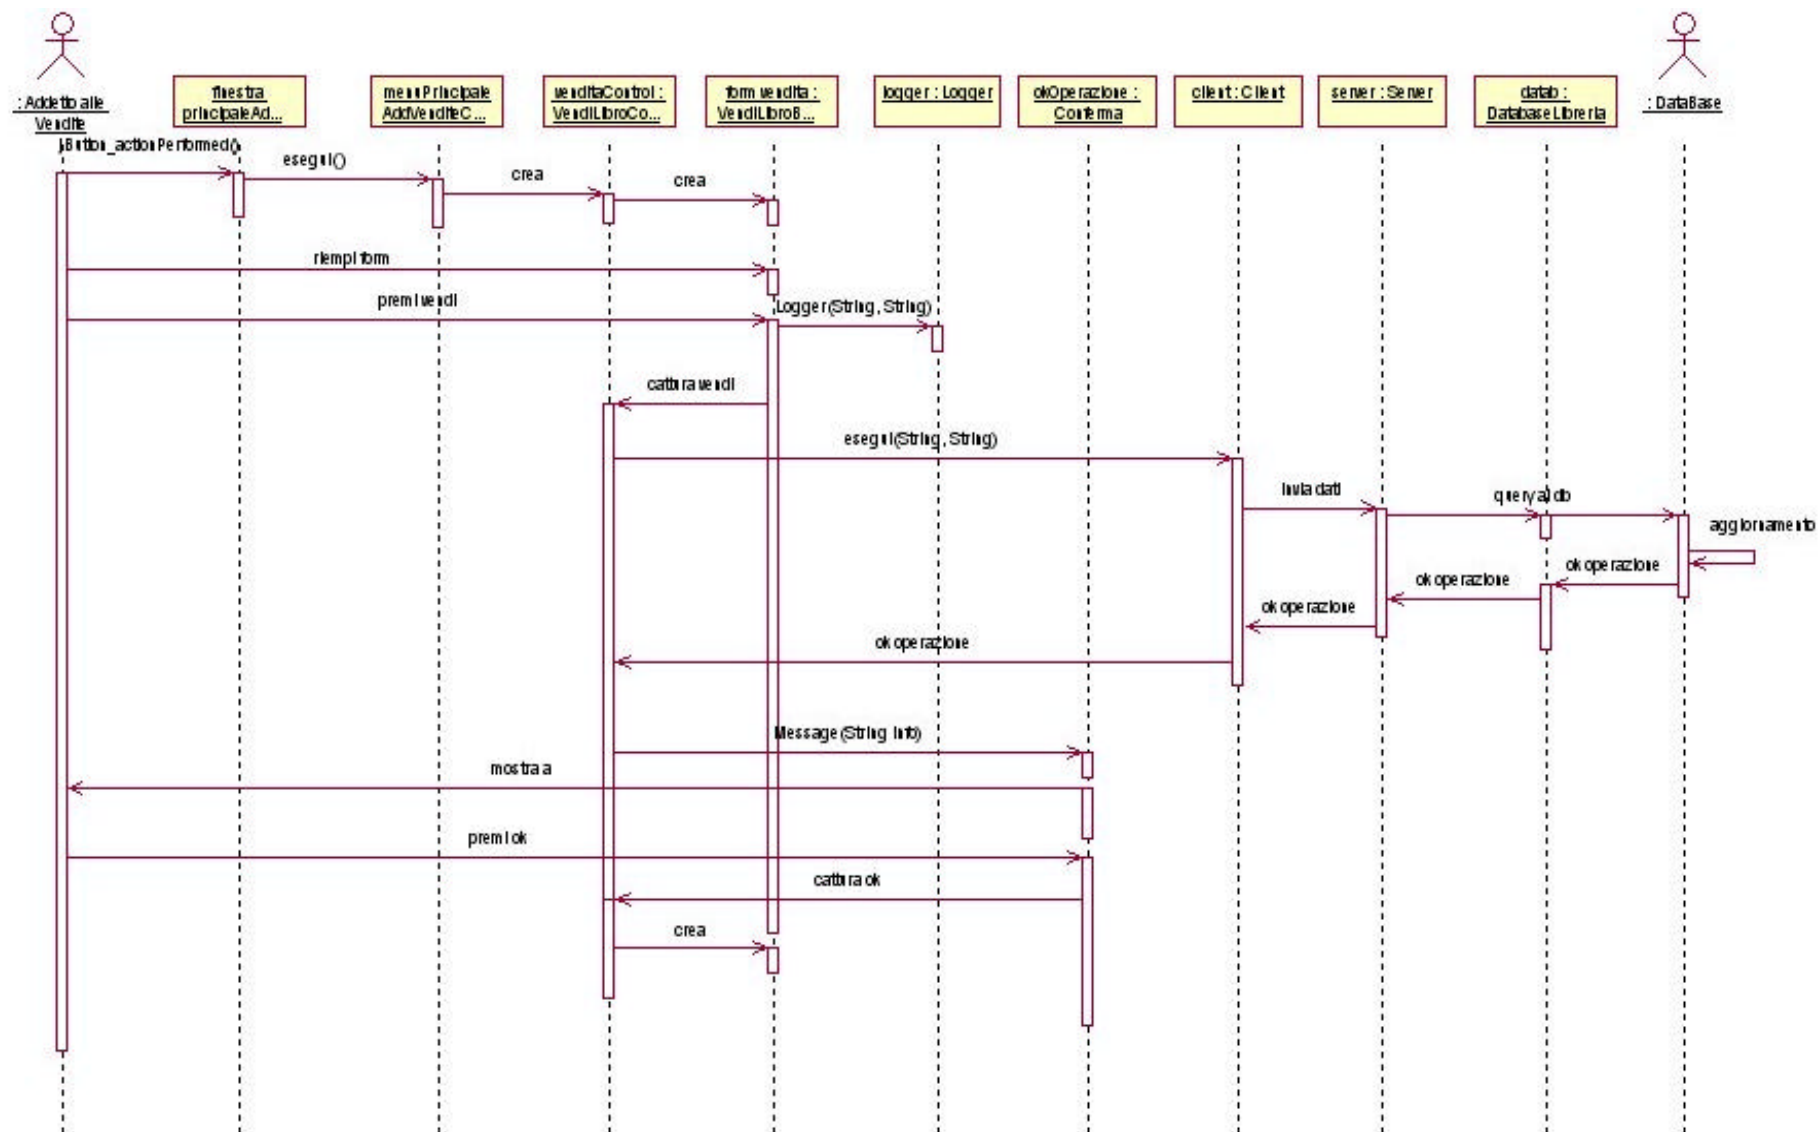 : Addetto alle
Vendite
finestra
principaleAd...
menuPrincipale
AddVenditeC...
venditaControl :
VendiLibroCo...
form vendita :
VendiLibroB...
logger : Logger
okOperazione :
Conferma
client : Client
server : Server
datab :
DatabaseLibreria
: DataBase
jButton_actionPerformed()
esegui()
crea
crea
riempi form
premi vendi
Logger(String, String)
cattura vendi
esegui(String, String)
invia dati
query al db
aggiornamento
ok operazione
ok operazione
ok operazione
ok operazione
Message(String info)
mostra a
premi ok
cattura ok
crea